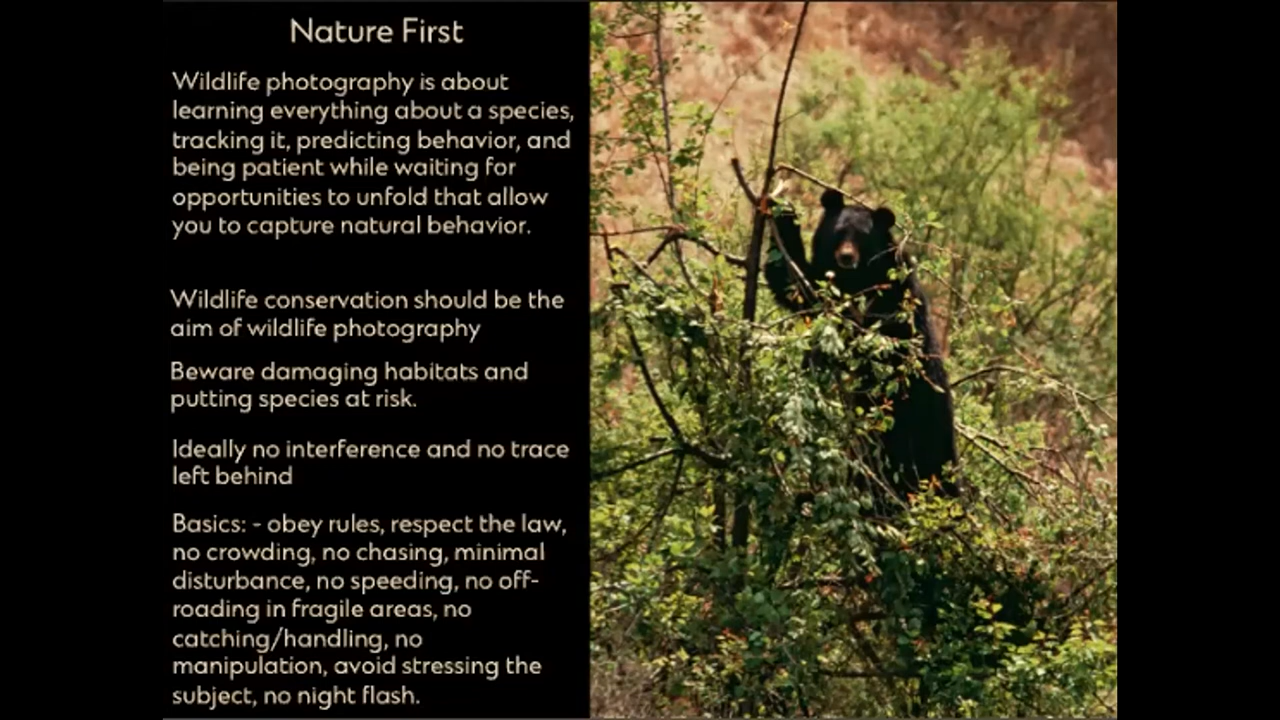 Nature First
Wildlife photography is about
learning everything about a species,
tracking it, predicting behavior, and
being patient while waiting for
opportunities to unfold that allow
you to capture natural behavior.
Wildlife conservation should be the
aim of wildlife photography
Beware damaging habitats and
putting species at risk.
Ideally no interference and no trace
left behind
Basics: - obey rules, respect the law,
no crowding, no chasing, minimal
disturbance, no speeding, no off-
roading in fragile areas, no
catching/handling, no
manipulation, avoid stressing the
subject, no night flash.